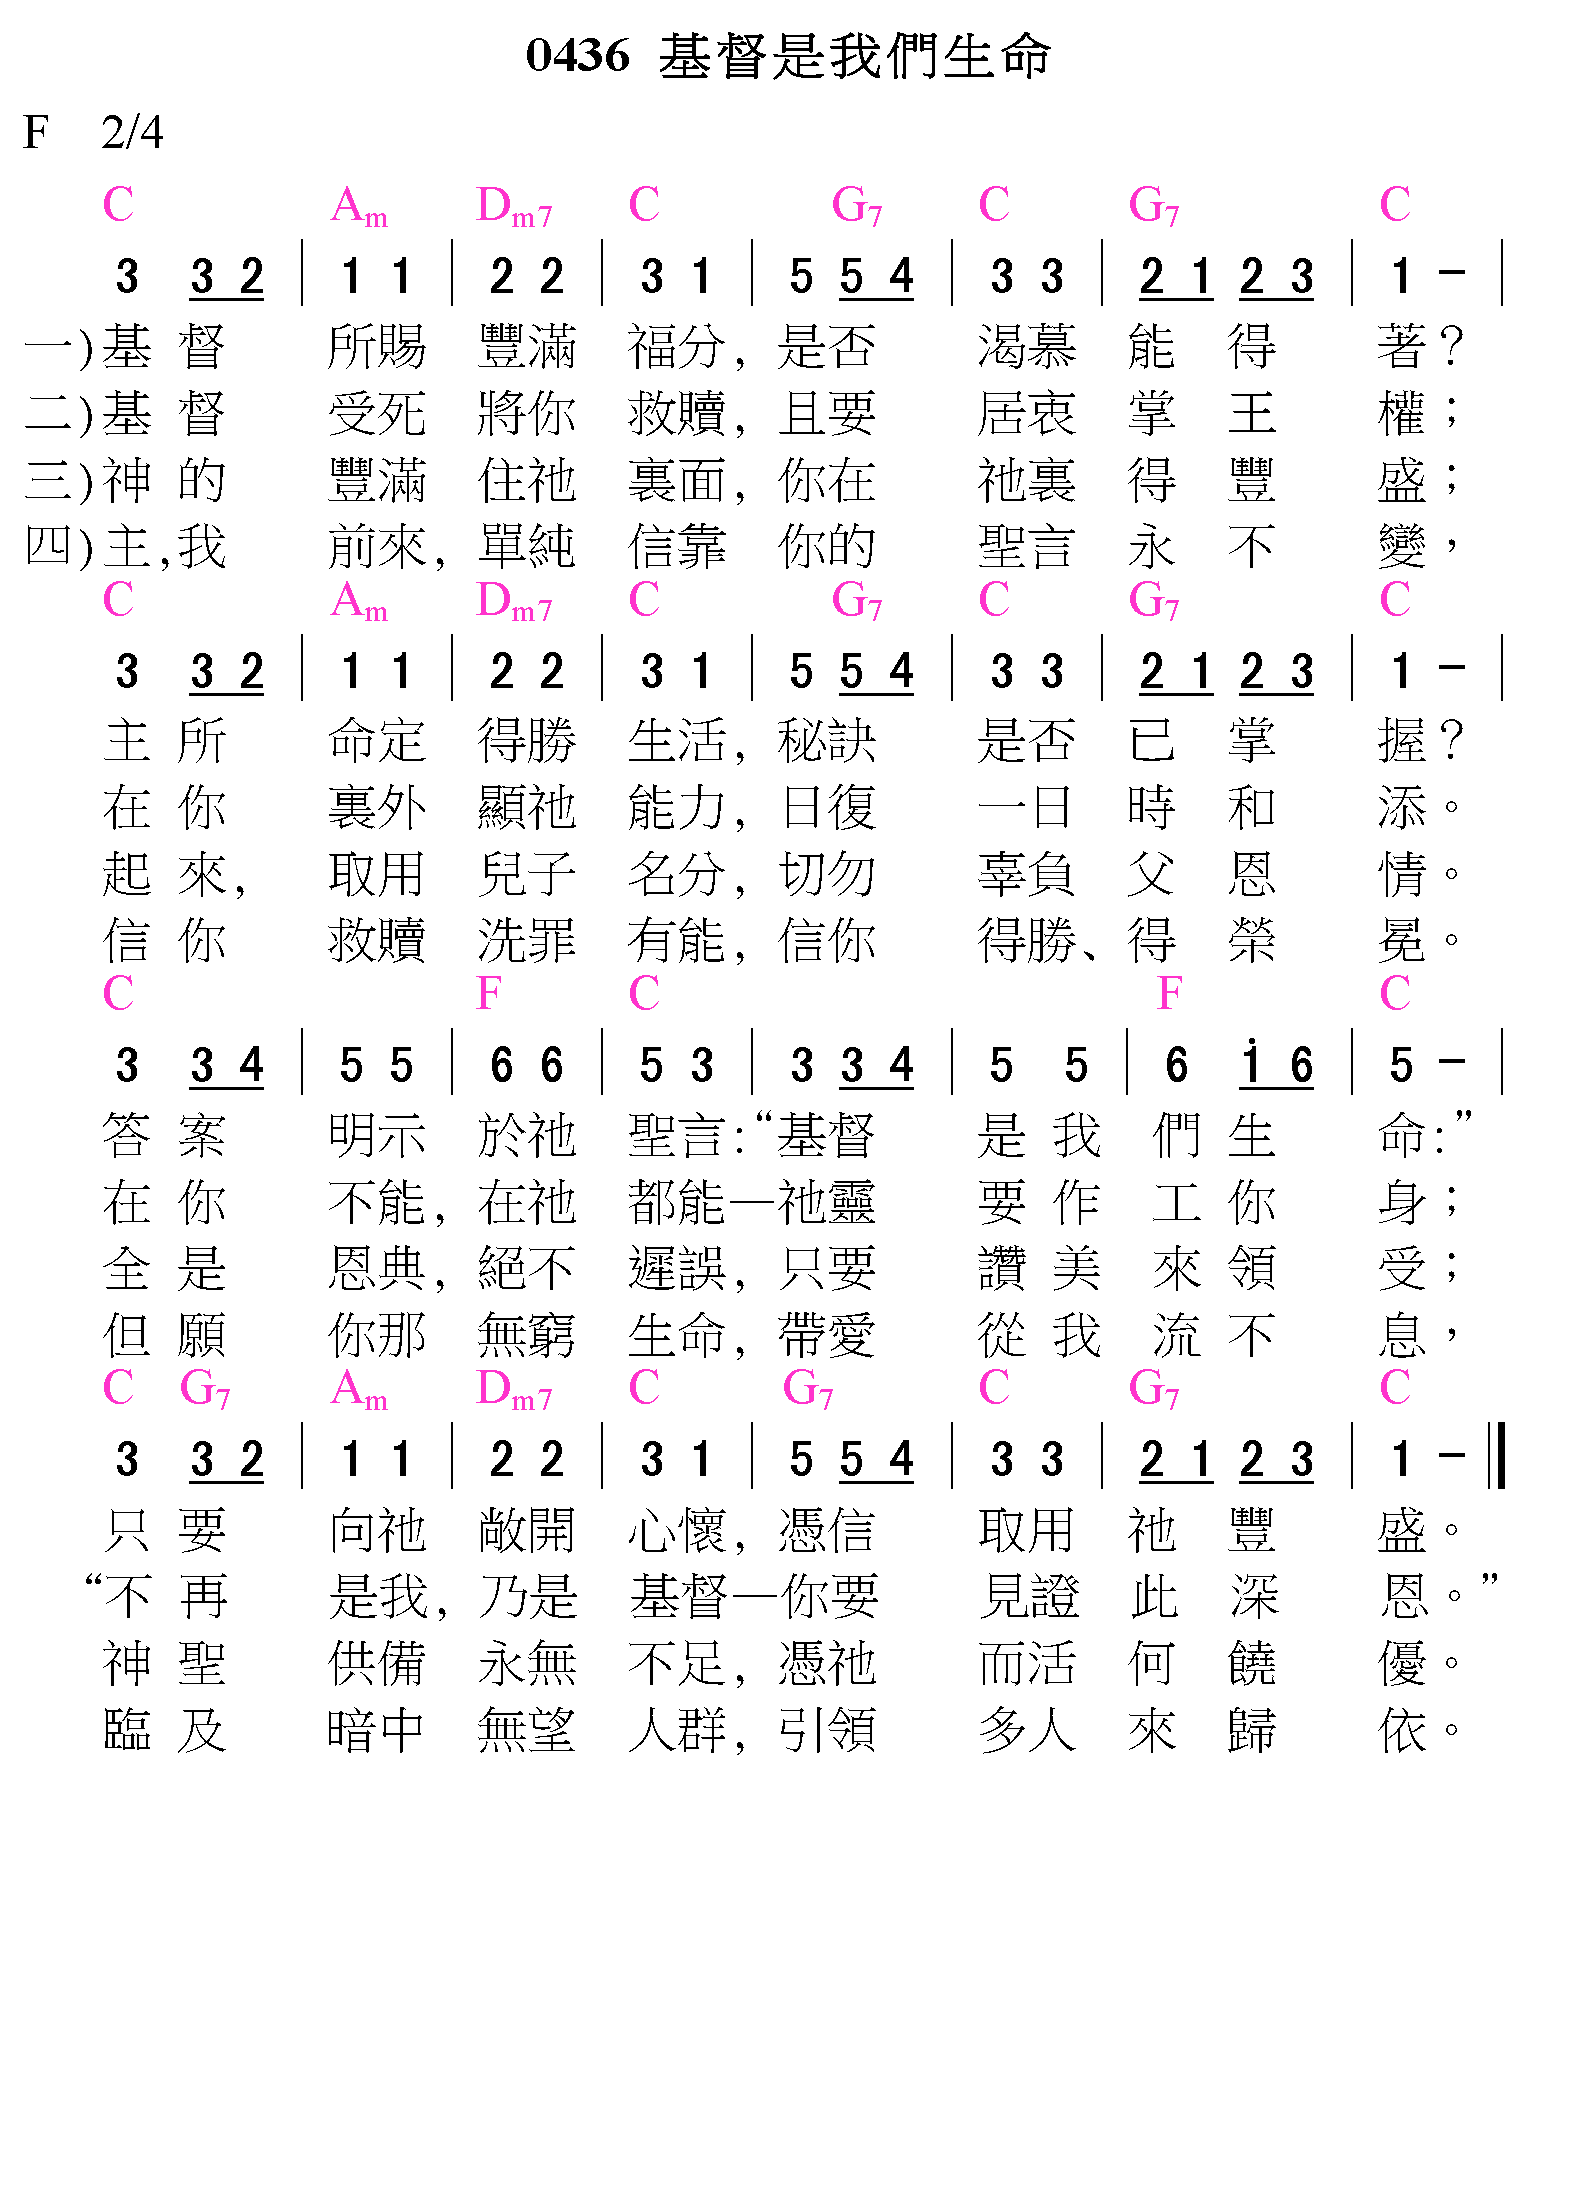 0436 基督是我們生命
F 2/4
C Am Dm7 C G7 C G7 C
3 3 2 | 1 1 | 2 2 | 3 1 | 5 5 4 | 3 3 | 2 1 2 3 | 1 － |
一)基 督 所賜 豐滿 福分, 是否 渴慕 能 得 著?
二)基 督 受死 將你 救贖, 且要 居衷 掌 王 權;
三)神 的 豐滿 住祂 裏面, 你在 祂裏 得 豐 盛;
四)主,我 前來, 單純 信靠 你的 聖言 永 不 變,
C Am Dm7 C G7 C G7 C
3 3 2 | 1 1 | 2 2 | 3 1 | 5 5 4 | 3 3 | 2 1 2 3 | 1 － |
主 所 命定 得勝 生活, 秘訣 是否 已 掌 握?
在 你 裏外 顯祂 能力, 日復 一日 時 和 添。
起 來, 取用 兒子 名分, 切勿 辜負 父 恩 情。
信 你 救贖 洗罪 有能, 信你 得勝、得 榮 冕。
C F C F C
3 3 4 | 5 5 | 6 6 | 5 3 | 3 3 4 | 5 5 | 6 i 6 | 5 － |
答 案 明示 於祂 聖言:“基督 是 我 們 生 命:”
在 你 不能, 在祂 都能—祂靈 要 作 工 你 身;
全 是 恩典, 絕不 遲誤, 只要 讚 美 來 領 受;
但 願 你那 無窮 生命, 帶愛 從 我 流 不 息,
C G7 Am Dm7 C G7 C G7 C
3 3 2 | 1 1 | 2 2 | 3 1 | 5 5 4 | 3 3 | 2 1 2 3 | 1 － ‖
只 要 向祂 敞開 心懷, 憑信 取用 祂 豐 盛。
“不 再 是我, 乃是 基督—你要 見證 此 深 恩。”
神 聖 供備 永無 不足, 憑祂 而活 何 饒 優。
臨 及 暗中 無望 人群, 引領 多人 來 歸 依。